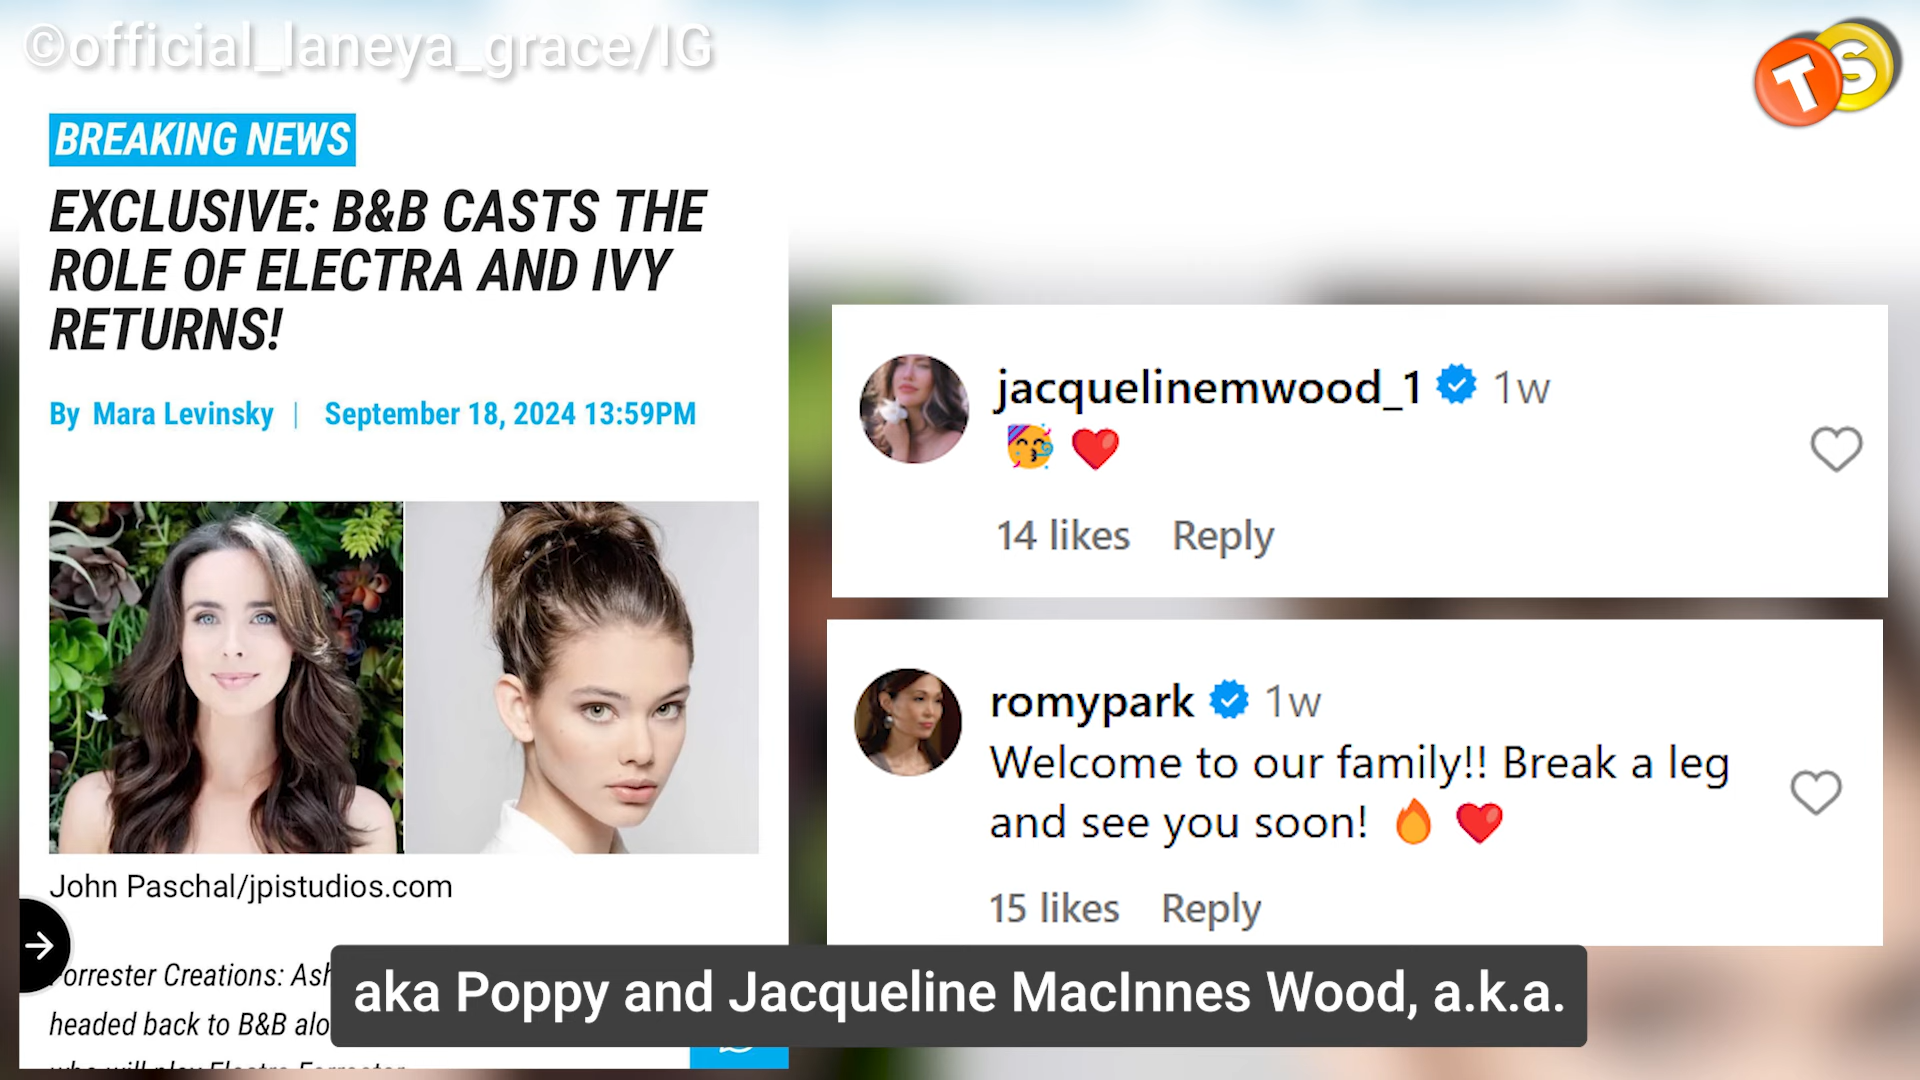 ©official_laneya_grace/IG
TS
BREAKING NEWS
EXCLUSIVE: B&B CASTS THE
ROLE OF ELECTRA AND IVY
RETURNS!
By Mara Levinsky | September 18, 2024 13:59PM
John Paschal/jpistudios.com
orrester Creations: Ash
headed back to B&B alo
who will play Electra Forrester
jacquelinemwood_1 1w
🥳 ❤️
14 likes Reply
romypark 1w
Welcome to our family!! Break a leg
and see you soon! 🔥 ❤️
15 likes Reply
aka Poppy and Jacqueline MacInnes Wood, a.k.a.